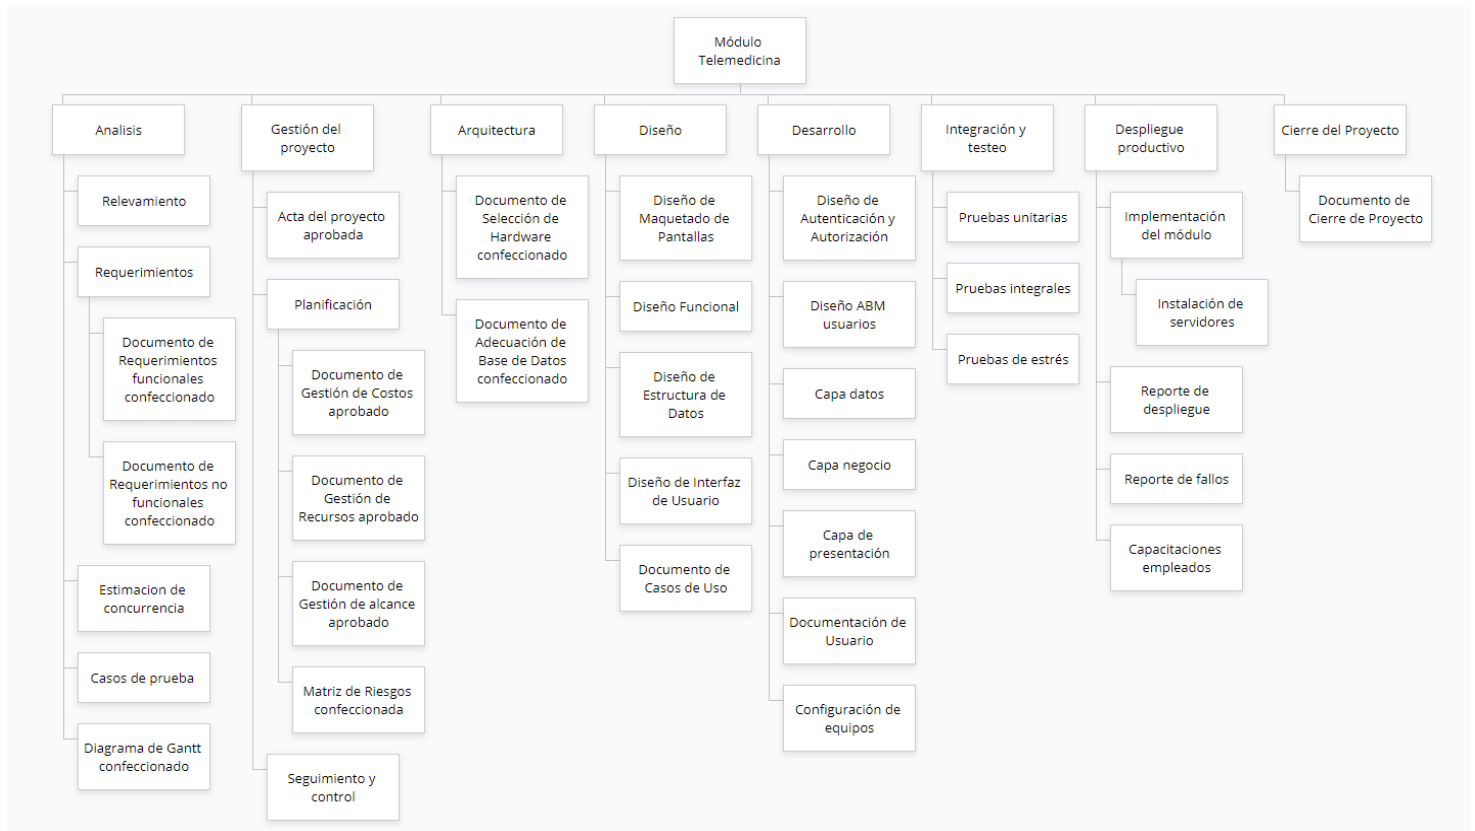 Módulo
Telemedicina
Analisis
Relevamiento
Requerimientos
Documento de
Requerimientos
funcionales
confeccionado
Documento de
Requerimientos no
funcionales
confeccionado
Estimacion de
concurrencia
Casos de prueba
Diagrama de Gantt
confeccionado
Gestión del
proyecto
Acta del proyecto
aprobada
Planificación
Documento de
Gestión de Costos
aprobado
Documento de
Gestión de
Recursos aprobado
Documento de
Gestión de alcance
aprobado
Matriz de Riesgos
confeccionada
Seguimiento y
control
Arquitectura
Documento de
Selección de
Hardware
confeccionado
Documento de
Adecuación de
Base de Datos
confeccionado
Diseño
Diseño de
Maquetado de
Pantallas
Diseño Funcional
Diseño de
Estructura de
Datos
Diseño de Interfaz
de Usuario
Documento de
Casos de Uso
Desarrollo
Diseño de
Autenticación y
Autorización
Diseño ABM
usuarios
Capa datos
Capa negocio
Capa de
presentación
Documentación de
Usuario
Configuración de
equipos
Integración y
testeo
Pruebas unitarias
Pruebas integrales
Pruebas de estrés
Despliegue
productivo
Implementación
del módulo
Instalación de
servidores
Reporte de
despliegue
Reporte de fallos
Capacitaciones
empleados
Cierre del Proyecto
Documento de
Cierre de Proyecto